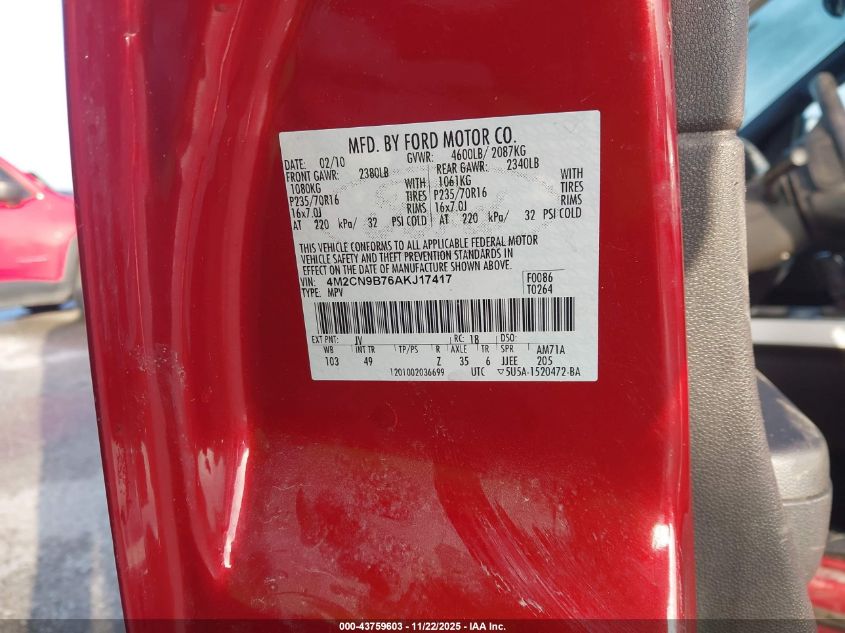 MFD. BY FORD MOTOR CO.
DATE: 02/10 GVWR: 4600LB/ 2087KG
FRONT GAWR: 2380LB REAR GAWR: 2340LB
1080KG WITH 1061KG WITH
P235/70R16 TIRES P235/70R16 TIRES
16x7.0J RIMS 16x7.0J RIMS
AT 220 kPa/ 32 PSI COLD AT 220 kPa/ 32 PSI COLD
THIS VEHICLE CONFORMS TO ALL APPLICABLE FEDERAL MOTOR
VEHICLE SAFETY AND THEFT PREVENTION STANDARDS IN
EFFECT ON THE DATE OF MANUFACTURE SHOWN ABOVE.
VIN: 4M2CN9B76AKJ17417 F0086
TYPE: MPV T0264
EXT PNT: JV RC: 18 DSO:
WB INT TR TP/PS R AXLE TR SPR AM71A
103 49 Z 35 6 JJEE 205
1201002036699 UTC ▽5U5A-1520472-BA
000-43759603 - 11/22/2025 - IAA Inc.